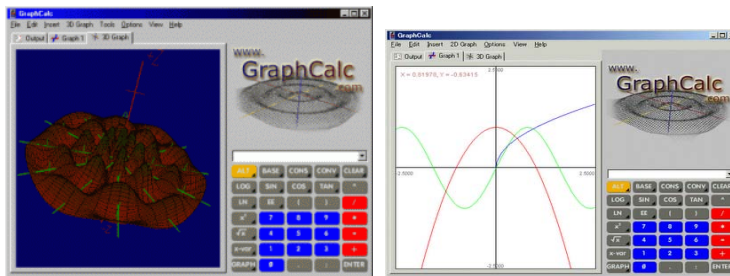 GraphCalc
File Edit Insert 3D Graph Tools Options View Help
Output Graph 1 3D Graph
www.
GraphCalc
.com
ALT BASE CONS CONV CLEAR
LOG SIN COS TAN ^
LN EE ( ) /
x² 7 8 9 *
√x 4 5 6 -
x-var 1 2 3 +
GRAPH 0 . : ENTER
GraphCalc
File Edit Insert 2D Graph Options View Help
Output Graph 1 3D Graph
2.5000
-2.5000
2.5000
-2.5000
www.
GraphCalc
.com
ALT BASE CONS CONV CLEAR
LOG SIN COS TAN ^
LN EE ( ) /
x² 7 8 9 *
√x 4 5 6 -
x-var 1 2 3 +
GRAPH 0 . : ENTER